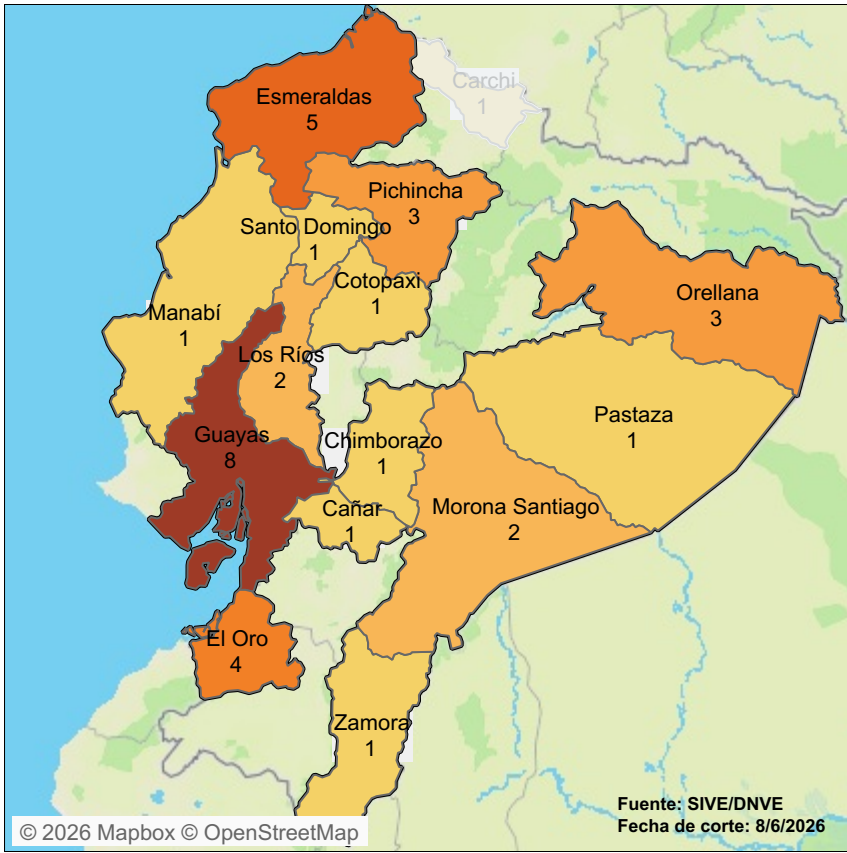 Carchi
1
Esmeraldas
5
Pichincha
3
Santo Domingo
1
Cotopaxi
1
Orellana
3
Manabí
1
Los Ríos
2
Pastaza
1
Guayas
8
Chimborazo
1
Cañar
1
Morona Santiago
2
El Oro
4
Zamora
1
Fuente: SIVE/DNVE
Fecha de corte: 8/6/2026
© 2026 Mapbox © OpenStreetMap